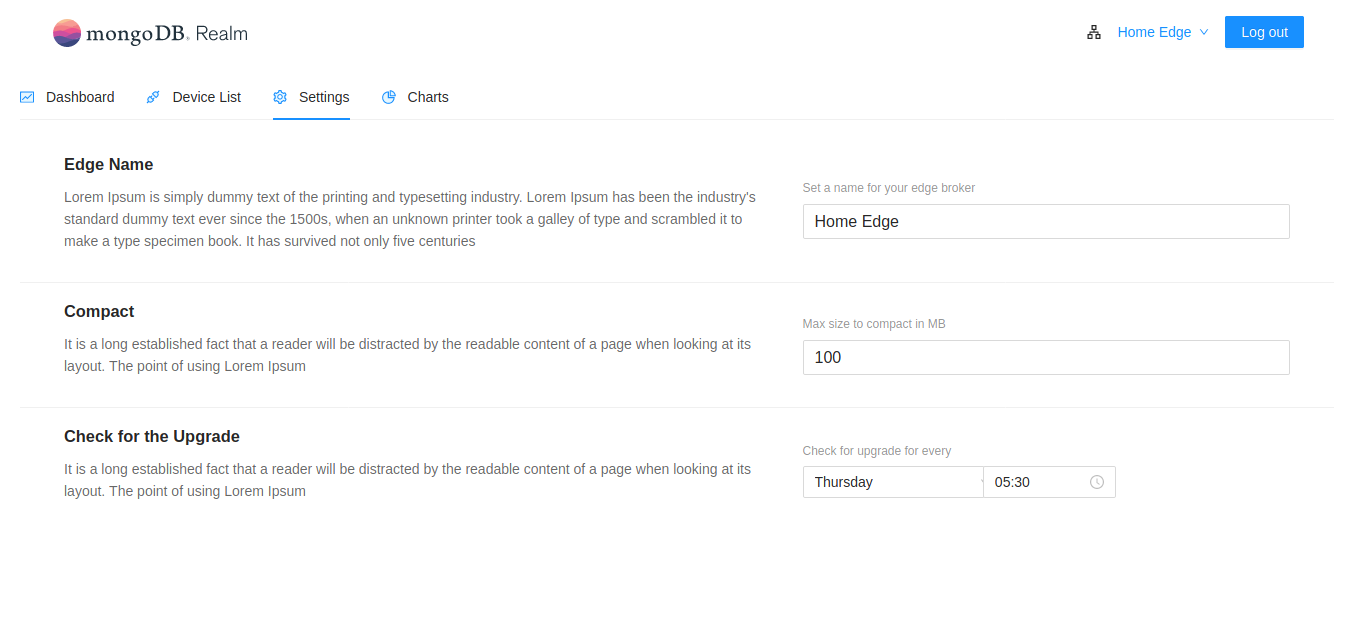 mongoDB. Realm
Home Edge
Log out
Dashboard
Device List
Settings
Charts
Edge Name
Lorem Ipsum is simply dummy text of the printing and typesetting industry. Lorem Ipsum has been the industry's
standard dummy text ever since the 1500s, when an unknown printer took a galley of type and scrambled it to
make a type specimen book. It has survived not only five centuries
Set a name for your edge broker
Home Edge
Compact
It is a long established fact that a reader will be distracted by the readable content of a page when looking at its
layout. The point of using Lorem Ipsum
Max size to compact in MB
100
Check for the Upgrade
It is a long established fact that a reader will be distracted by the readable content of a page when looking at its
layout. The point of using Lorem Ipsum
Check for upgrade for every
Thursday
05:30